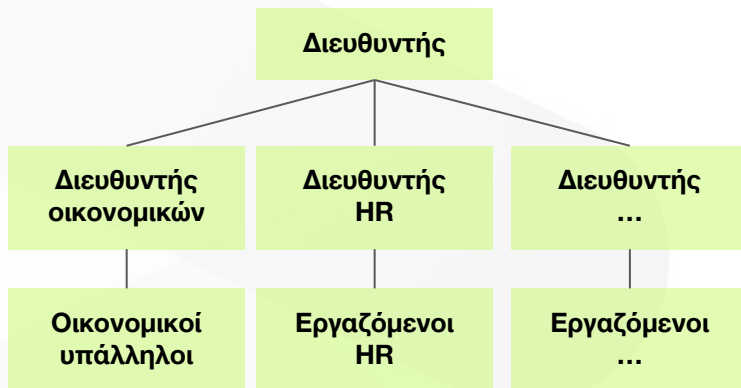 Διευθυντής
Διευθυντής
οικονομικών
Διευθυντής
HR
Διευθυντής
...
Οικονομικοί
υπάλληλοι
Εργαζόμενοι
HR
Εργαζόμενοι
...